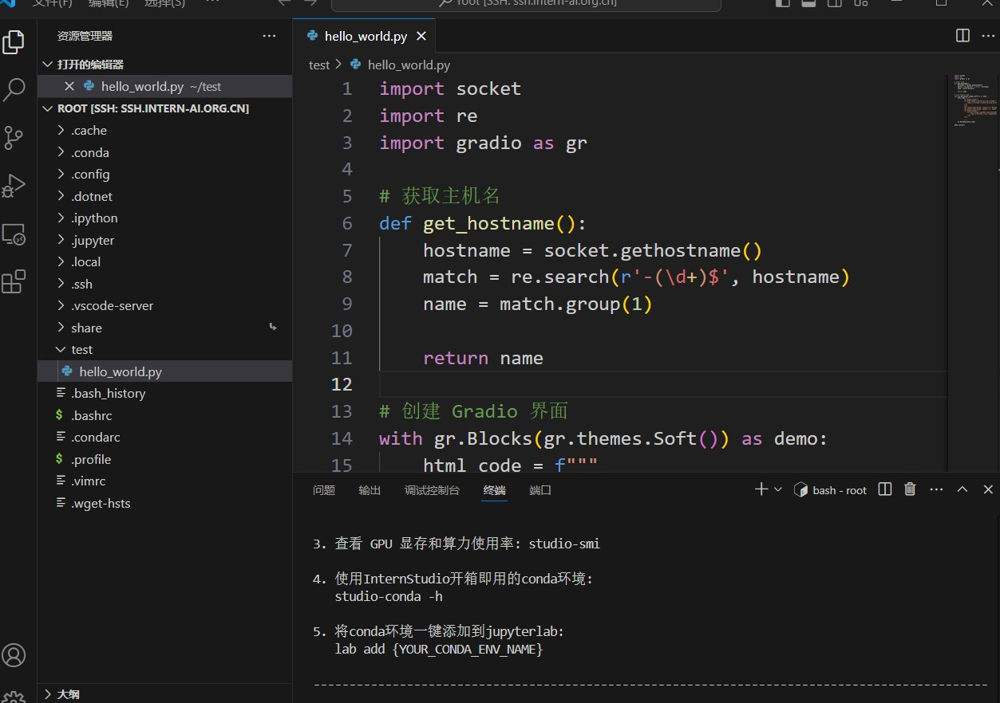 文件(F) 编辑(E) 选择(S) ···
root [SSH: ssh.intern-ai.org.cn]
资源管理器
打开的编辑器
hello_world.py ~/test
ROOT [SSH: SSH.INTERN-AI.ORG.CN]
.cache
.conda
.config
.dotnet
.ipython
.jupyter
.local
.ssh
.vscode-server
share
test
hello_world.py
.bash_history
.bashrc
.condarc
.profile
.vimrc
.wget-hsts
大纲
hello_world.py
test > hello_world.py
1 import socket
2 import re
3 import gradio as gr
4
5 # 获取主机名
6 def get_hostname():
7     hostname = socket.gethostname()
8     match = re.search(r'-(\d+)$', hostname)
9     name = match.group(1)
10
11     return name
12
13 # 创建 Gradio 界面
14 with gr.Blocks(gr.themes.Soft()) as demo:
15     html_code = f"""
问题 输出 调试控制台 终端 端口
bash - root
3. 查看 GPU 显存和算力使用率: studio-smi
4. 使用InternStudio开箱即用的conda环境:
studio-conda -h
5. 将conda环境一键添加到jupyterlab:
lab add {YOUR_CONDA_ENV_NAME}
---------------------------------------------------------------------------------------------